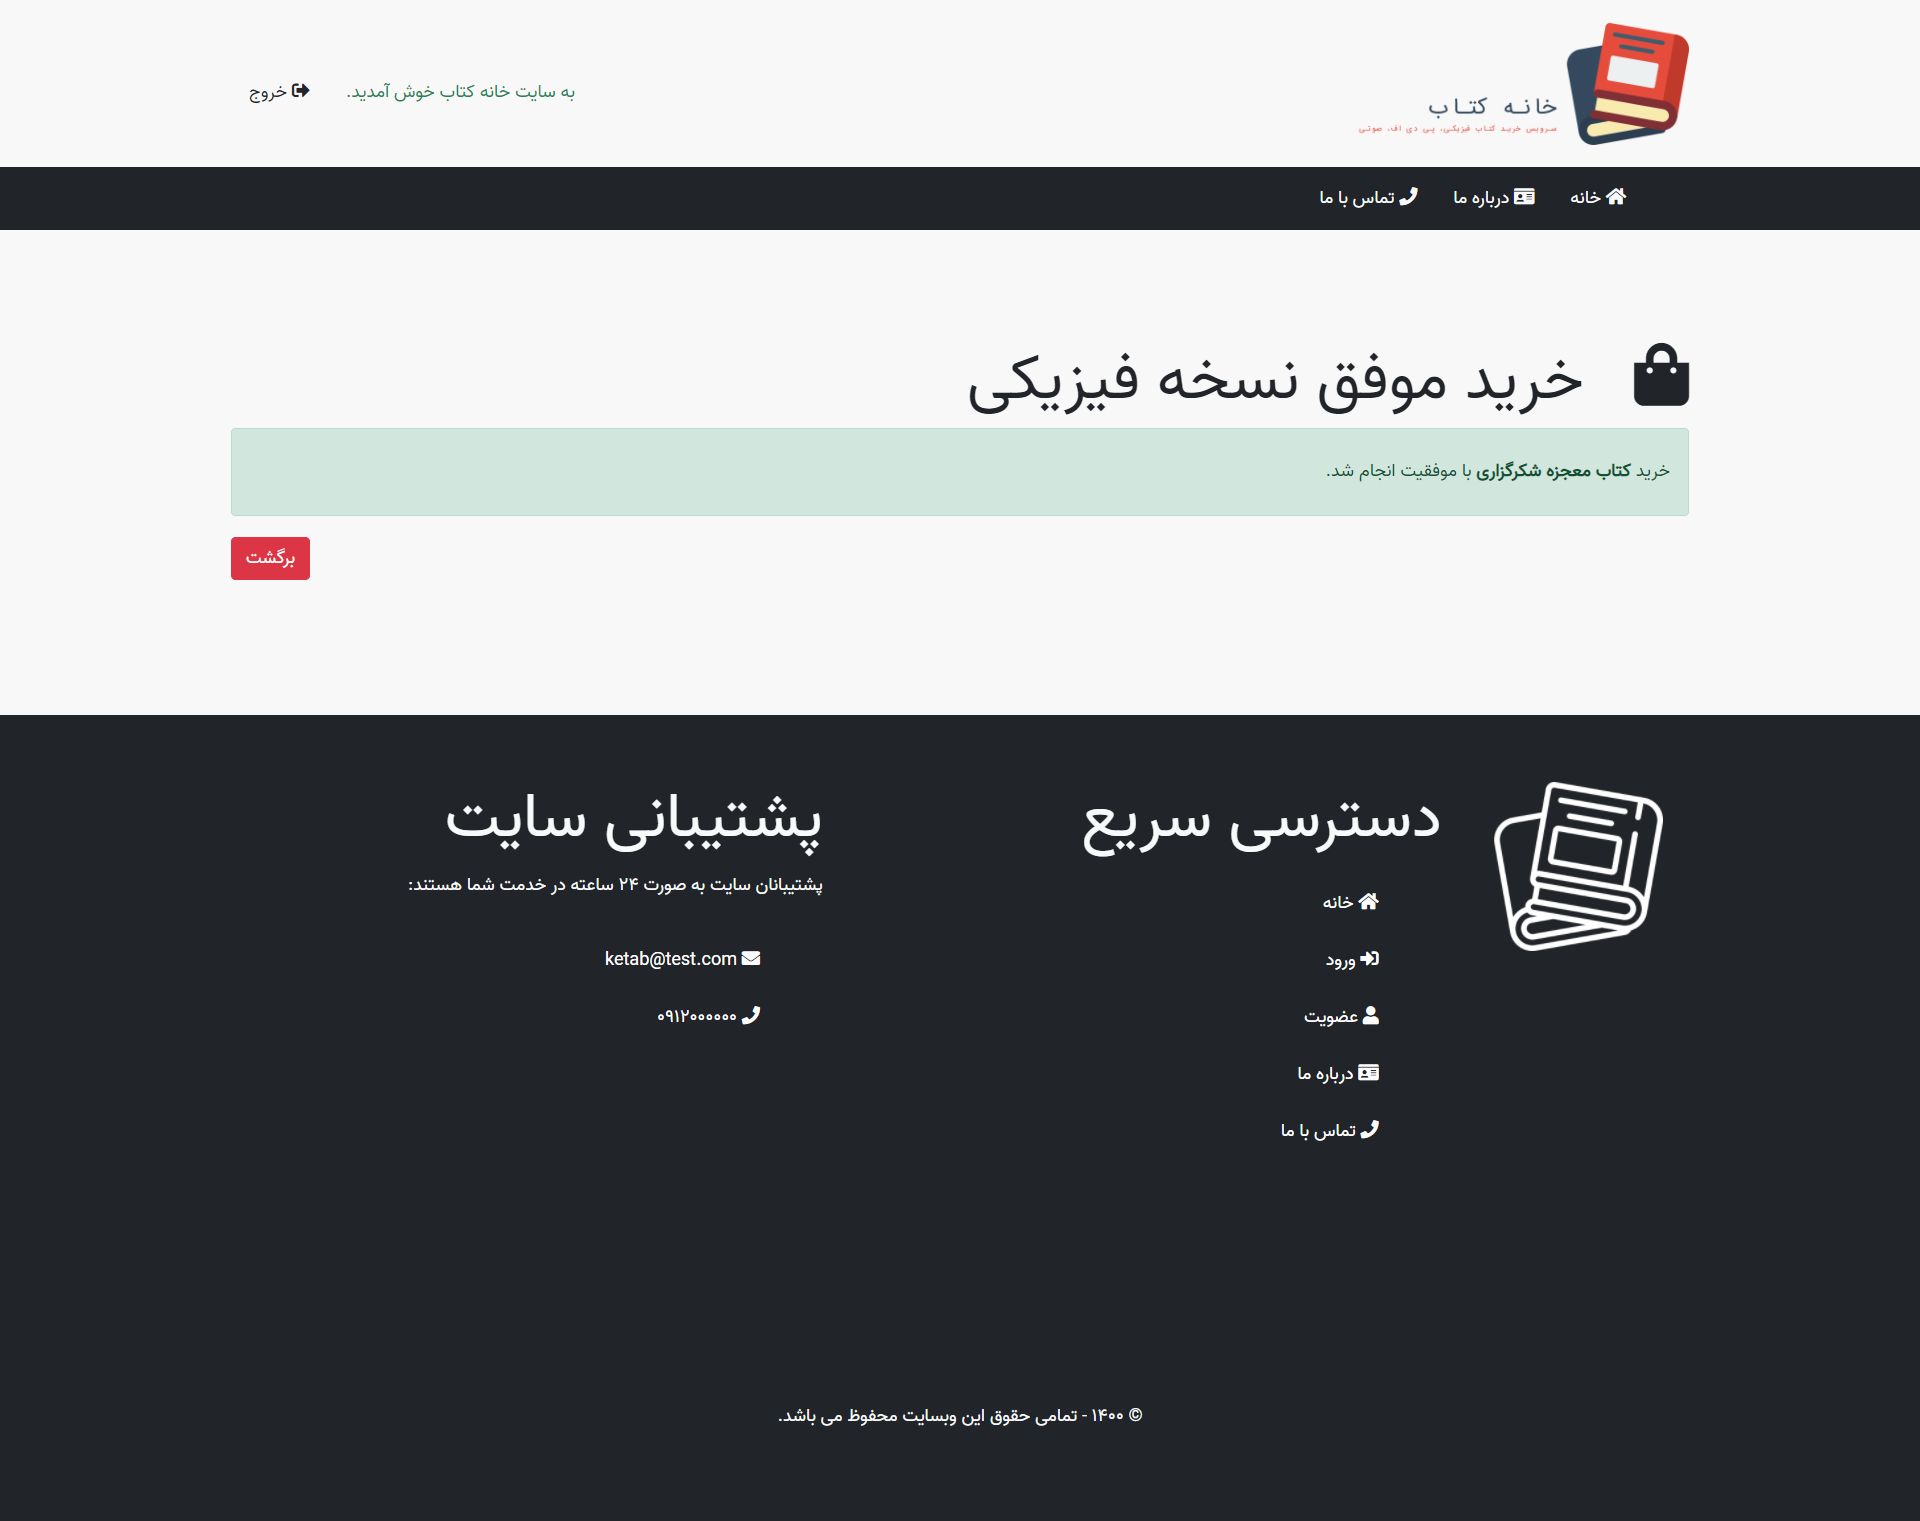 خانه کتاب
سرویس خرید کتاب فیزیکی، پی دی اف، صوتی
به سایت خانه کتاب خوش آمدید.
خروج
خانه
درباره ما
تماس با ما
خرید موفق نسخه فیزیکی
خرید کتاب معجزه شکرگزاری با موفقیت انجام شد.
برگشت
دسترسی سریع
خانه
ورود
عضویت
درباره ما
تماس با ما
پشتیبانی سایت
پشتیبانان سایت به صورت ۲۴ ساعته در خدمت شما هستند:
ketab@test.com
۰۹۱۲۰۰۰۰۰۰
© ۱۴۰۰ - تمامی حقوق این وبسایت محفوظ می باشد.